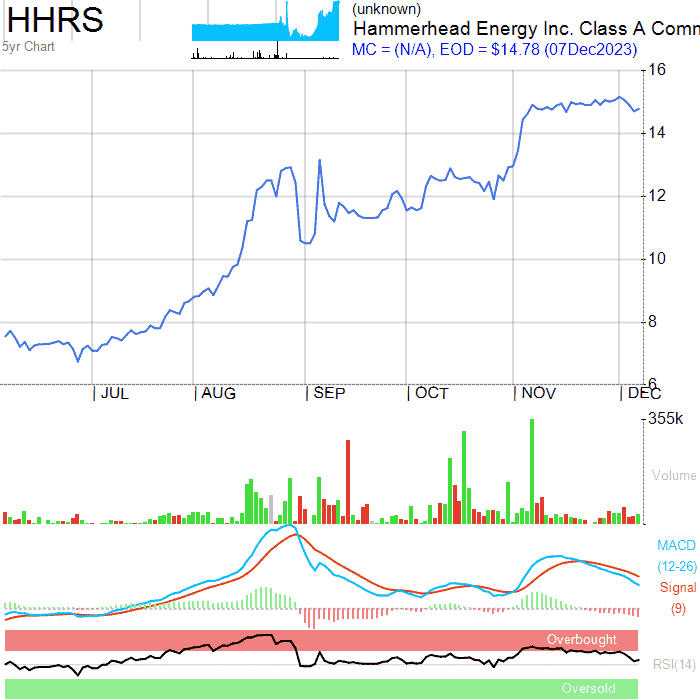 HHRS
5yr Chart
(unknown)
Hammerhead Energy Inc. Class A Comm
MC = (N/A), EOD = $14.78 (07Dec2023)
16
14
12
10
8
6
JUL AUG SEP OCT NOV DEC
355k
Volume
MACD
(12-26)
Signal
(9)
Overbought
RSI(14)
Oversold